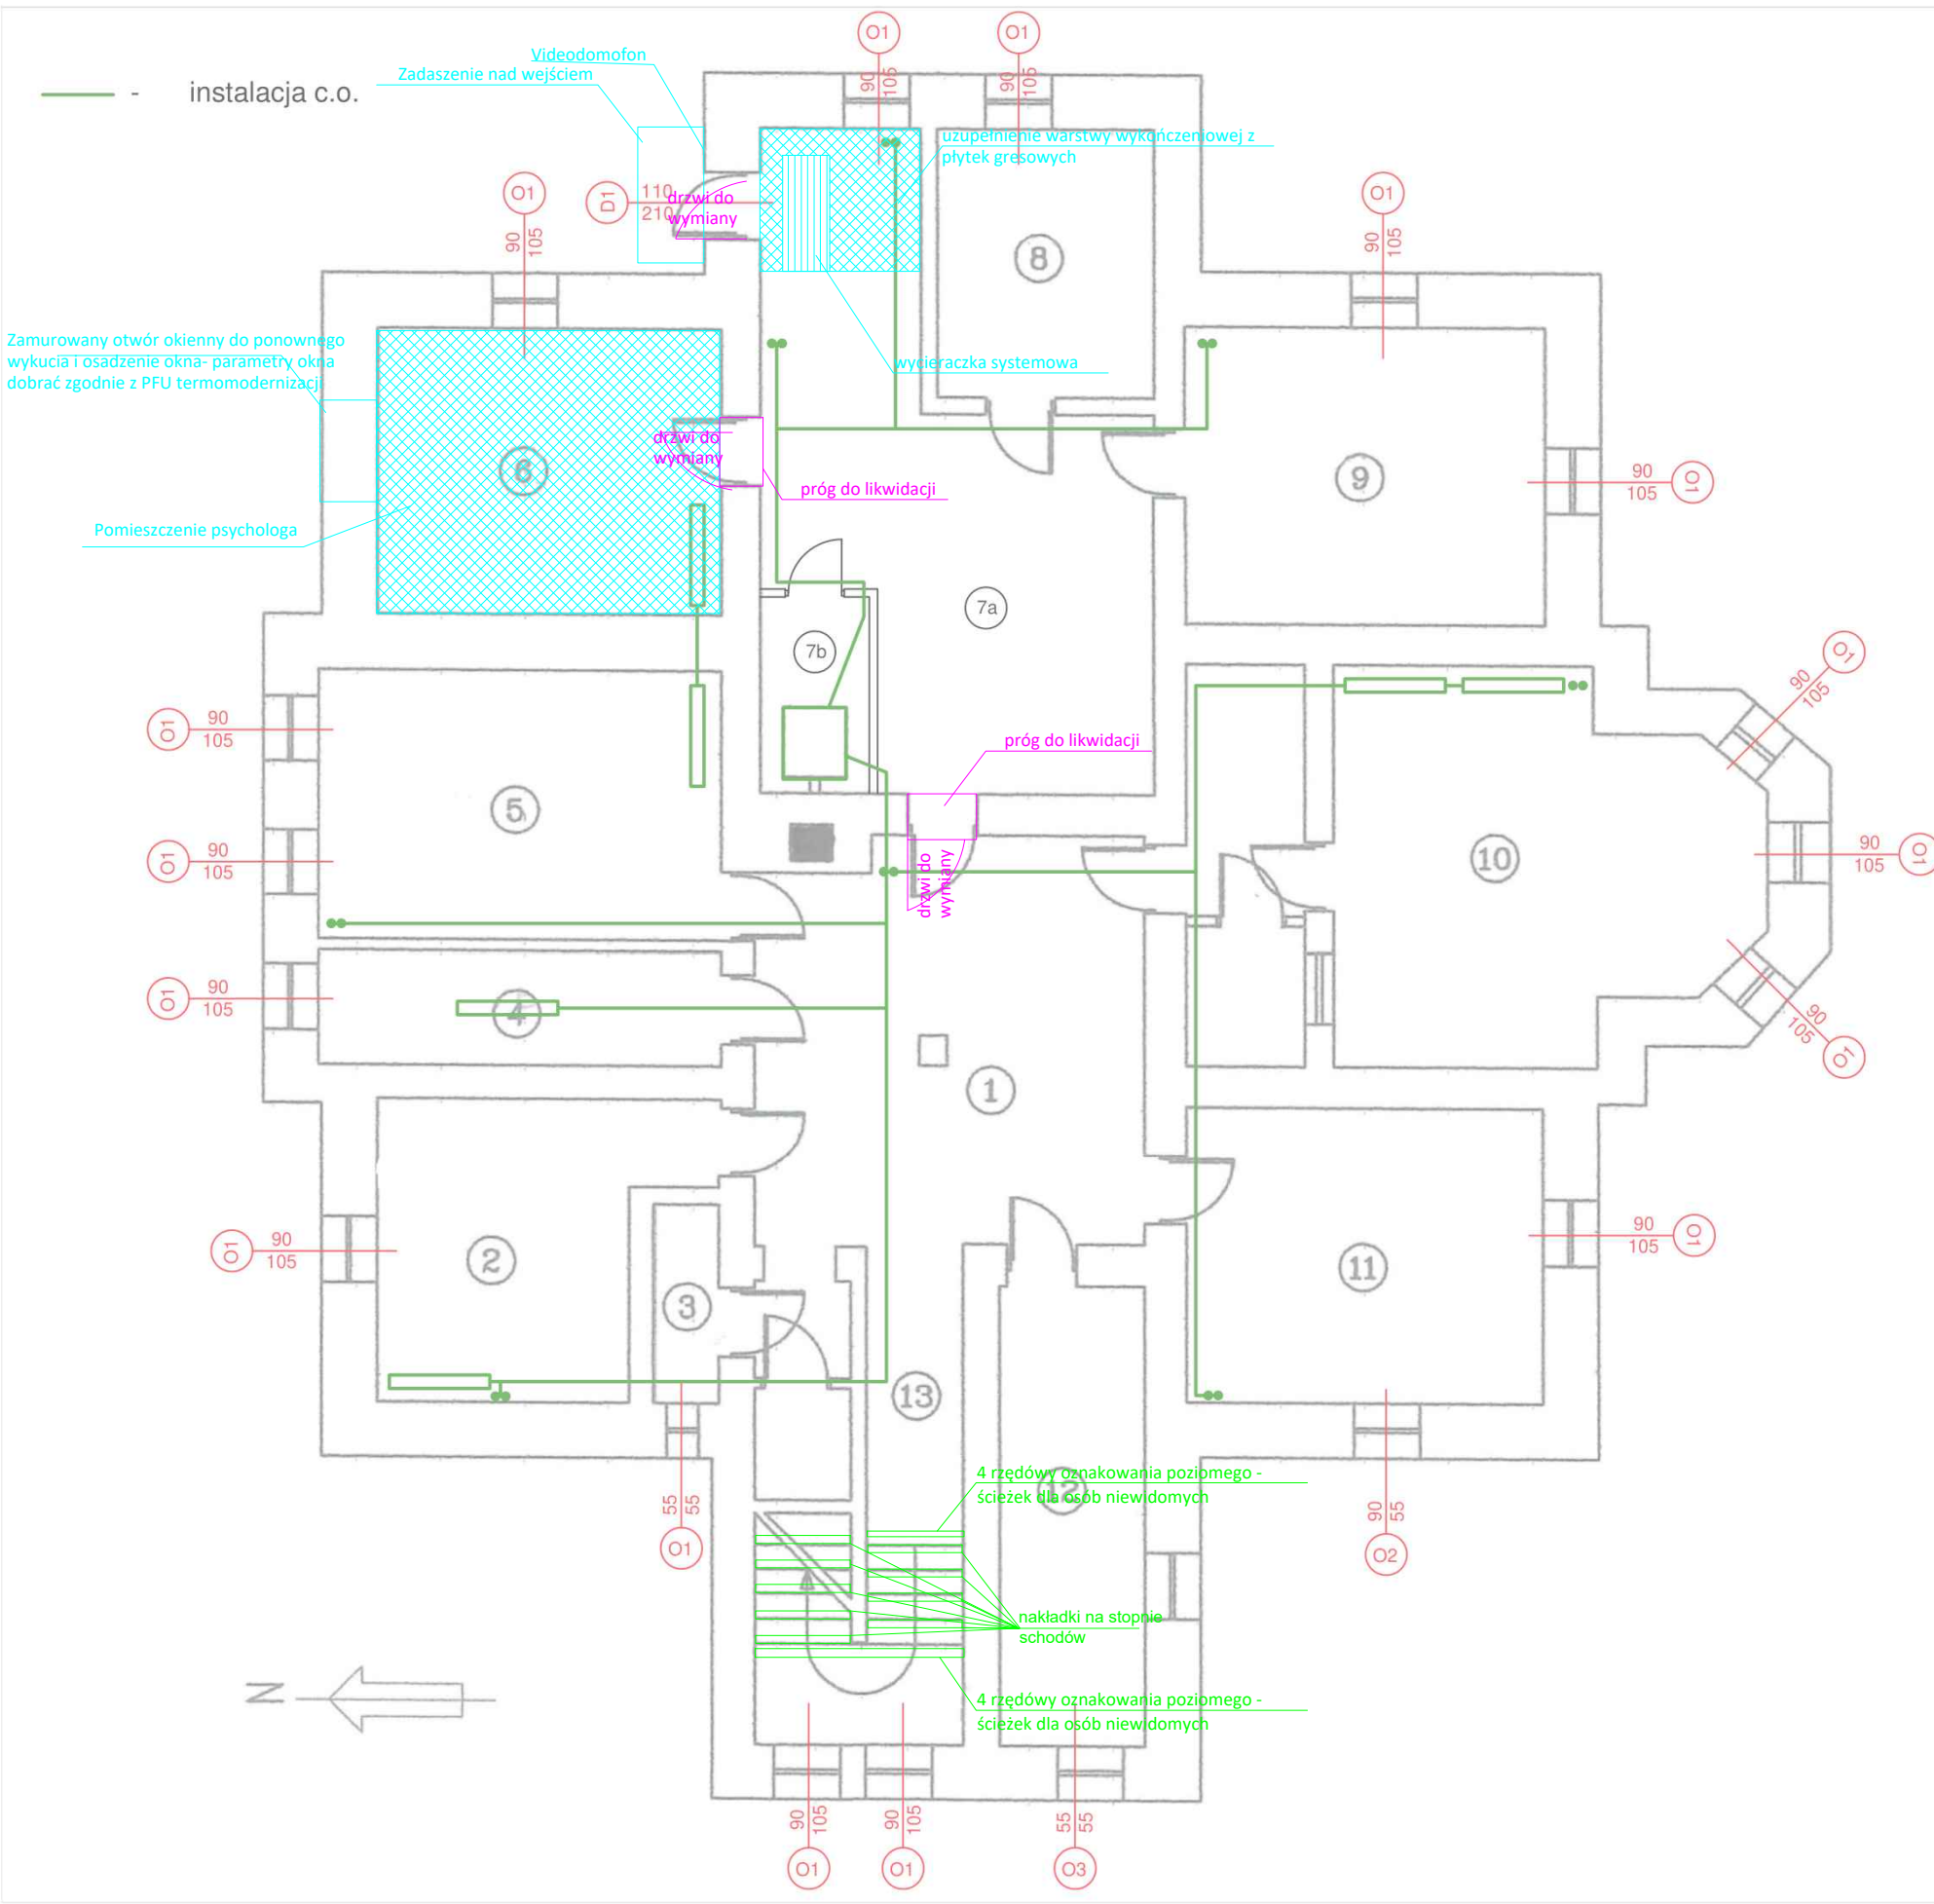 O1
O1
Videodomofon
Zadaszenie nad wejściem
- instalacja c.o.
90
105
90
105
uzupełnienie warstwy wykończeniowej z
płytek gresowych
D1
110
210
drzwi do
wymiany
O1
90
105
O1
90
105
8
Zamurowany otwór okienny do ponownego
wykucia i osadzenie okna- parametry okna
dobrać zgodnie z PFU termomodernizacji
wycieraczka systemowa
drzwi do
wymiany
6
9
90
105
O1
próg do likwidacji
Pomieszczenie psychologa
7a
7b
O1
90
105
O1
90
105
próg do likwidacji
5
O1
90
105
drzwi do
wymiany
10
90
105
O1
O1
90
105
4
90
105
O1
1
O1
90
105
2
3
11
90
105
O1
13
12
4 rzędówy oznakowania poziomego -
ścieżek dla osób niewidomych
55
55
O1
90
55
O2
nakładki na stopnie
schodów
N
4 rzędówy oznakowania poziomego -
ścieżek dla osób niewidomych
90
105
O1
90
105
O1
55
55
O3